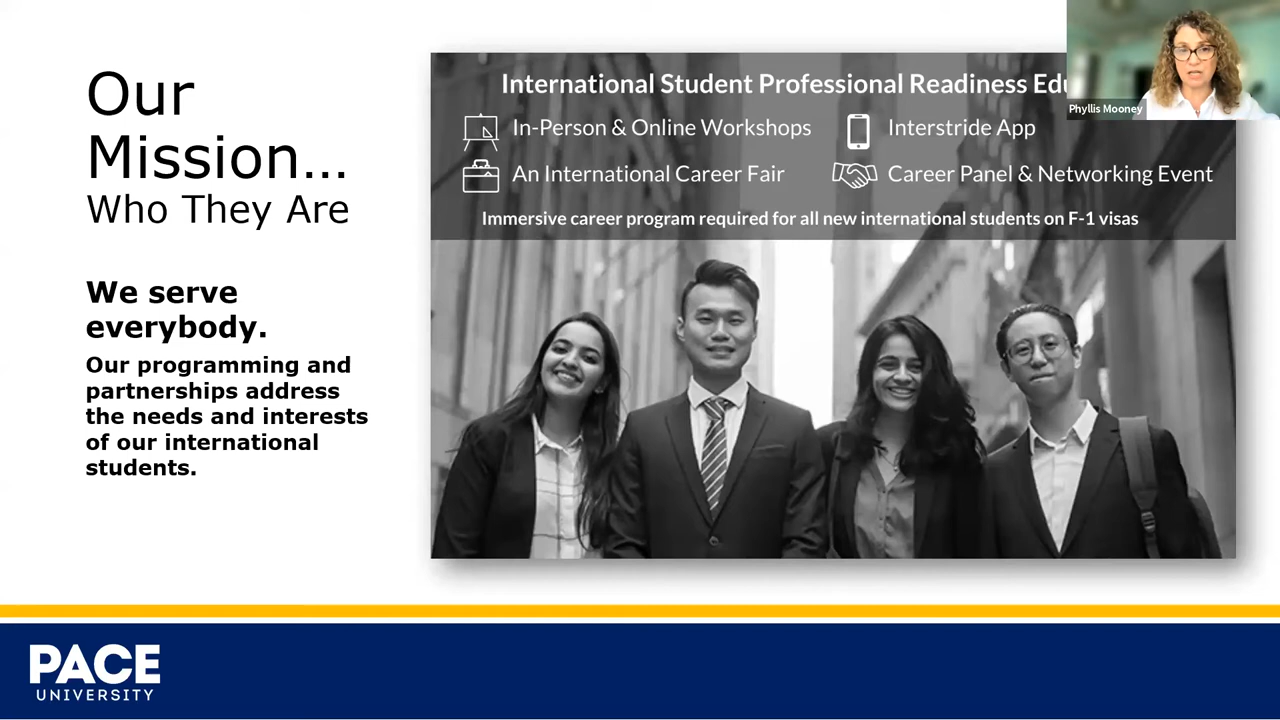 Our
Mission...
Who They Are
We serve
everybody.
Our programming and
partnerships address
the needs and interests
of our international
students.
International Student Professional Readiness
In-Person & Online Workshops
Interstride App
An International Career Fair
Career Panel & Networking Event
Immersive career program required for all new international students on F-1 visas
Phyllis Mooney
PACE
UNIVERSITY